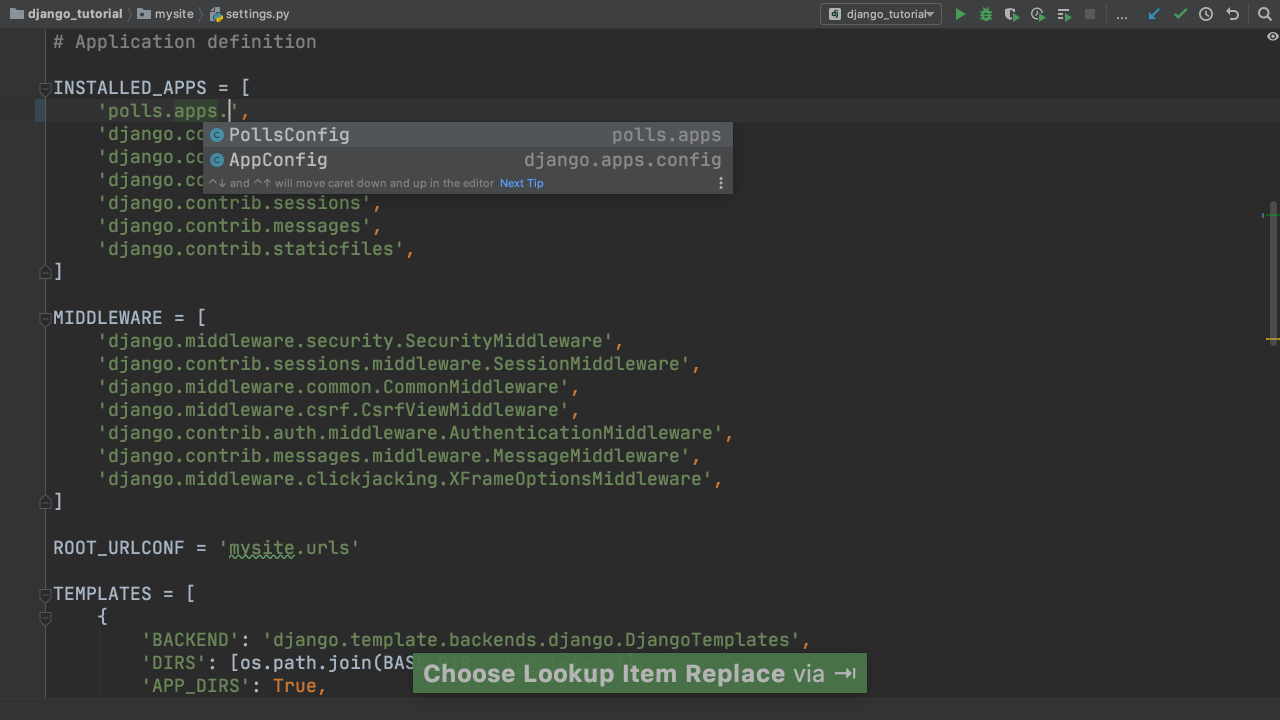 django_tutorial mysite settings.py django_tutorial ...
# Application definition
INSTALLED_APPS = [
'polls.apps.',
'django.co
PollsConfig polls.apps
'django.co
AppConfig django.apps.config
'django.co
^↓ and ^↑ will move caret down and up in the editor Next Tip
'django.contrib.sessions',
'django.contrib.messages',
'django.contrib.staticfiles',
]
MIDDLEWARE = [
'django.middleware.security.SecurityMiddleware',
'django.contrib.sessions.middleware.SessionMiddleware',
'django.middleware.common.CommonMiddleware',
'django.middleware.csrf.CsrfViewMiddleware',
'django.contrib.auth.middleware.AuthenticationMiddleware',
'django.contrib.messages.middleware.MessageMiddleware',
'django.middleware.clickjacking.XFrameOptionsMiddleware',
]
ROOT_URLCONF = 'mysite.urls'
TEMPLATES = [
{
'BACKEND': 'django.template.backends.django.DjangoTemplates',
'DIRS': [os.path.join(BAS
Choose Lookup Item Replace via ⇥
'APP_DIRS': True,